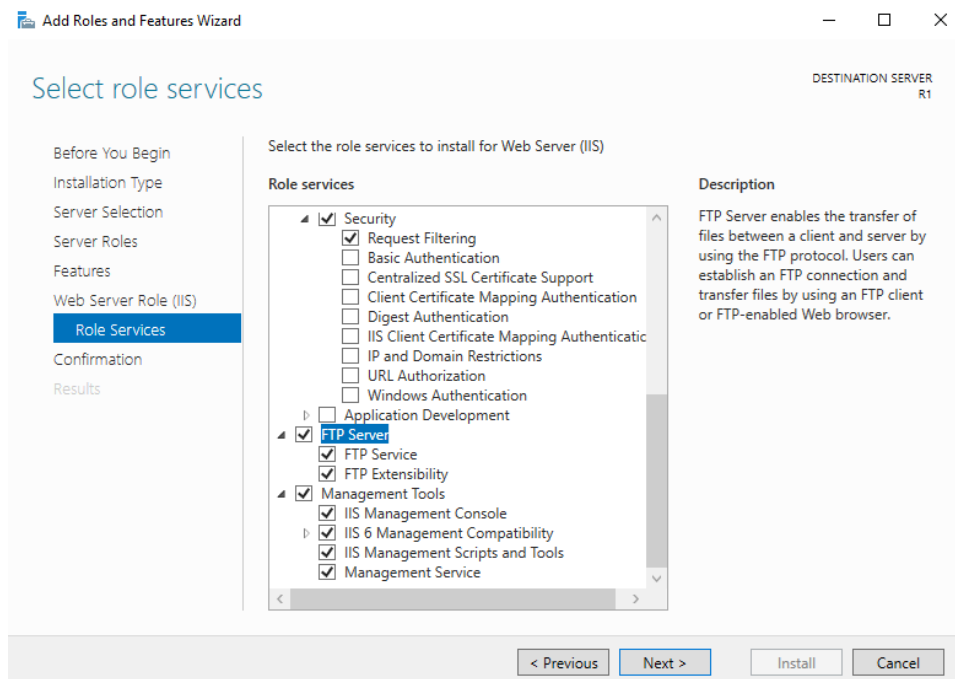 Add Roles and Features Wizard
Select role services
DESTINATION SERVER
R1
Before You Begin
Installation Type
Server Selection
Server Roles
Features
Web Server Role (IIS)
Role Services
Confirmation
Results
Select the role services to install for Web Server (IIS)
Role services
Security
Request Filtering
Basic Authentication
Centralized SSL Certificate Support
Client Certificate Mapping Authentication
Digest Authentication
IIS Client Certificate Mapping Authenticatic
IP and Domain Restrictions
URL Authorization
Windows Authentication
Application Development
FTP Server
FTP Service
FTP Extensibility
Management Tools
IIS Management Console
IIS 6 Management Compatibility
IIS Management Scripts and Tools
Management Service
Description
FTP Server enables the transfer of
files between a client and server by
using the FTP protocol. Users can
establish an FTP connection and
transfer files by using an FTP client
or FTP-enabled Web browser.
< Previous
Next >
Install
Cancel